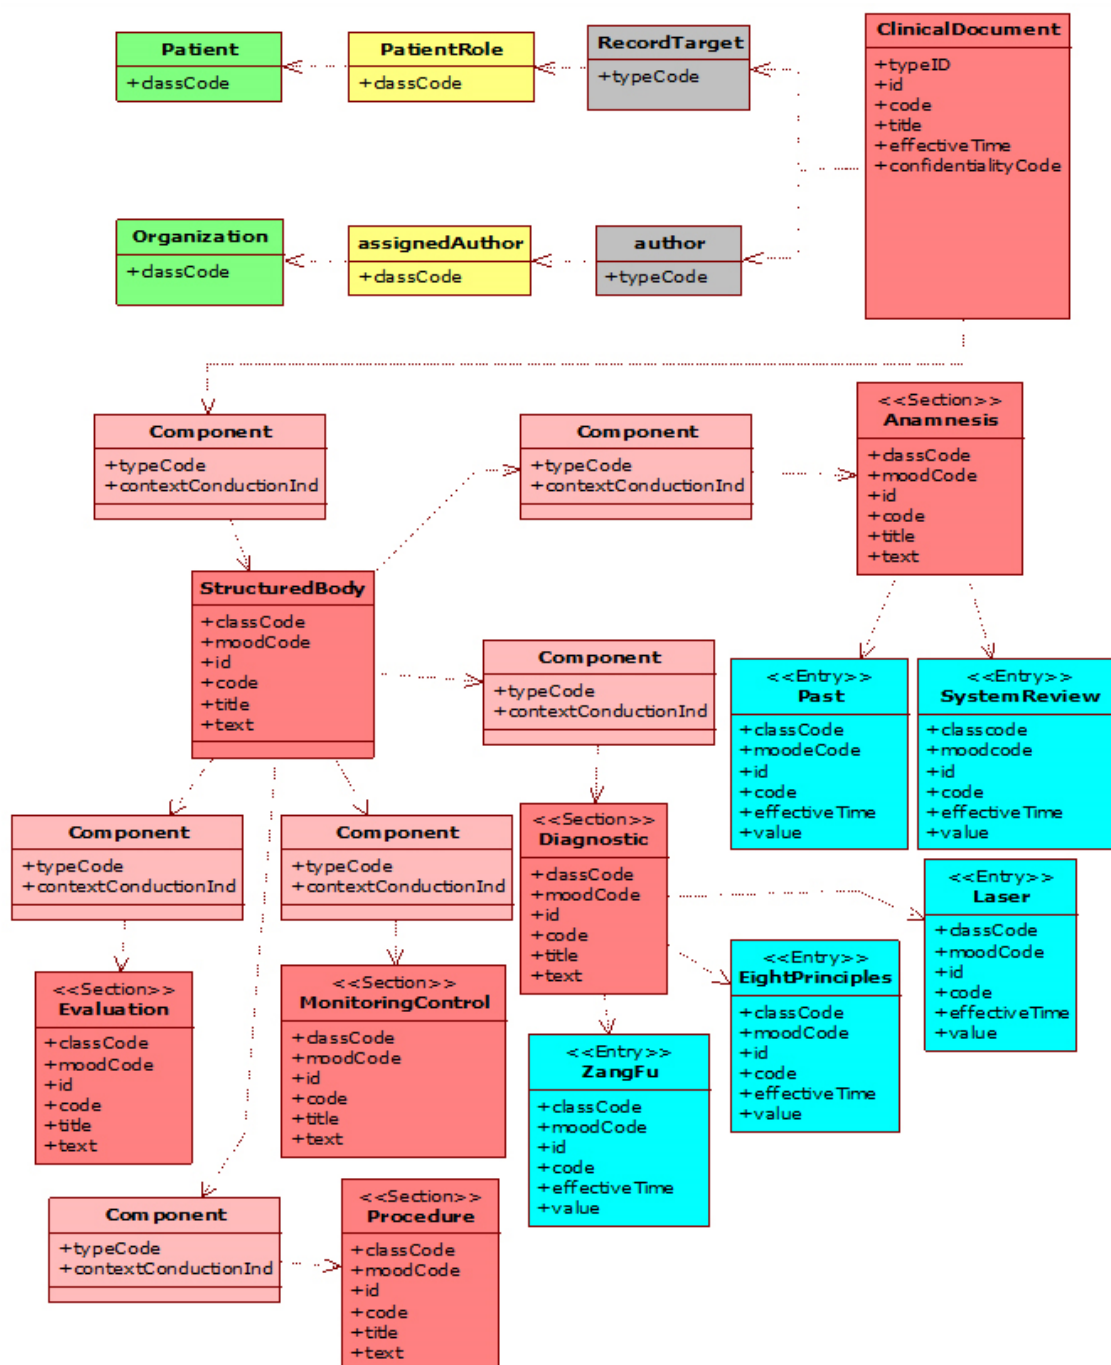 Patient
+classCode
PatientRole
+classCode
RecordTarget
+typeCode
ClinicalDocument
+typeID
+id
+code
+title
+effectiveTime
+confidentialityCode
Organization
+classCode
assignedAuthor
+classCode
author
+typeCode
Component
+typeCode
+contextConductionInd
Component
+typeCode
+contextConductionInd
<<Section>>
Anamnesis
+classCode
+moodCode
+id
+code
+title
+text
StructuredBody
+classCode
+moodCode
+id
+code
+title
+text
Component
+typeCode
+contextConductionInd
<<Entry>>
Past
+classCode
+moodeCode
+id
+code
+effectiveTime
+value
<<Entry>>
SystemReview
+classcode
+moodcode
+id
+code
+effectiveTime
+value
Component
+typeCode
+contextConductionInd
Component
+typeCode
+contextConductionInd
<<Section>>
Diagnostic
+classCode
+moodCode
+id
+code
+title
+text
<<Entry>>
Laser
+classCode
+moodCode
+id
+code
+effectiveTime
+value
<<Section>>
Evaluation
+classCode
+moodCode
+id
+code
+title
+text
<<Section>>
MonitoringControl
+classCode
+moodCode
+id
+code
+title
+text
<<Entry>>
EightPrinciples
+classCode
+moodCode
+id
+code
+effectiveTime
+value
<<Entry>>
ZangFu
+classCode
+moodCode
+id
+code
+effectiveTime
+value
Component
+typeCode
+contextConductionInd
<<Section>>
Procedure
+classCode
+moodCode
+id
+code
+title
+text